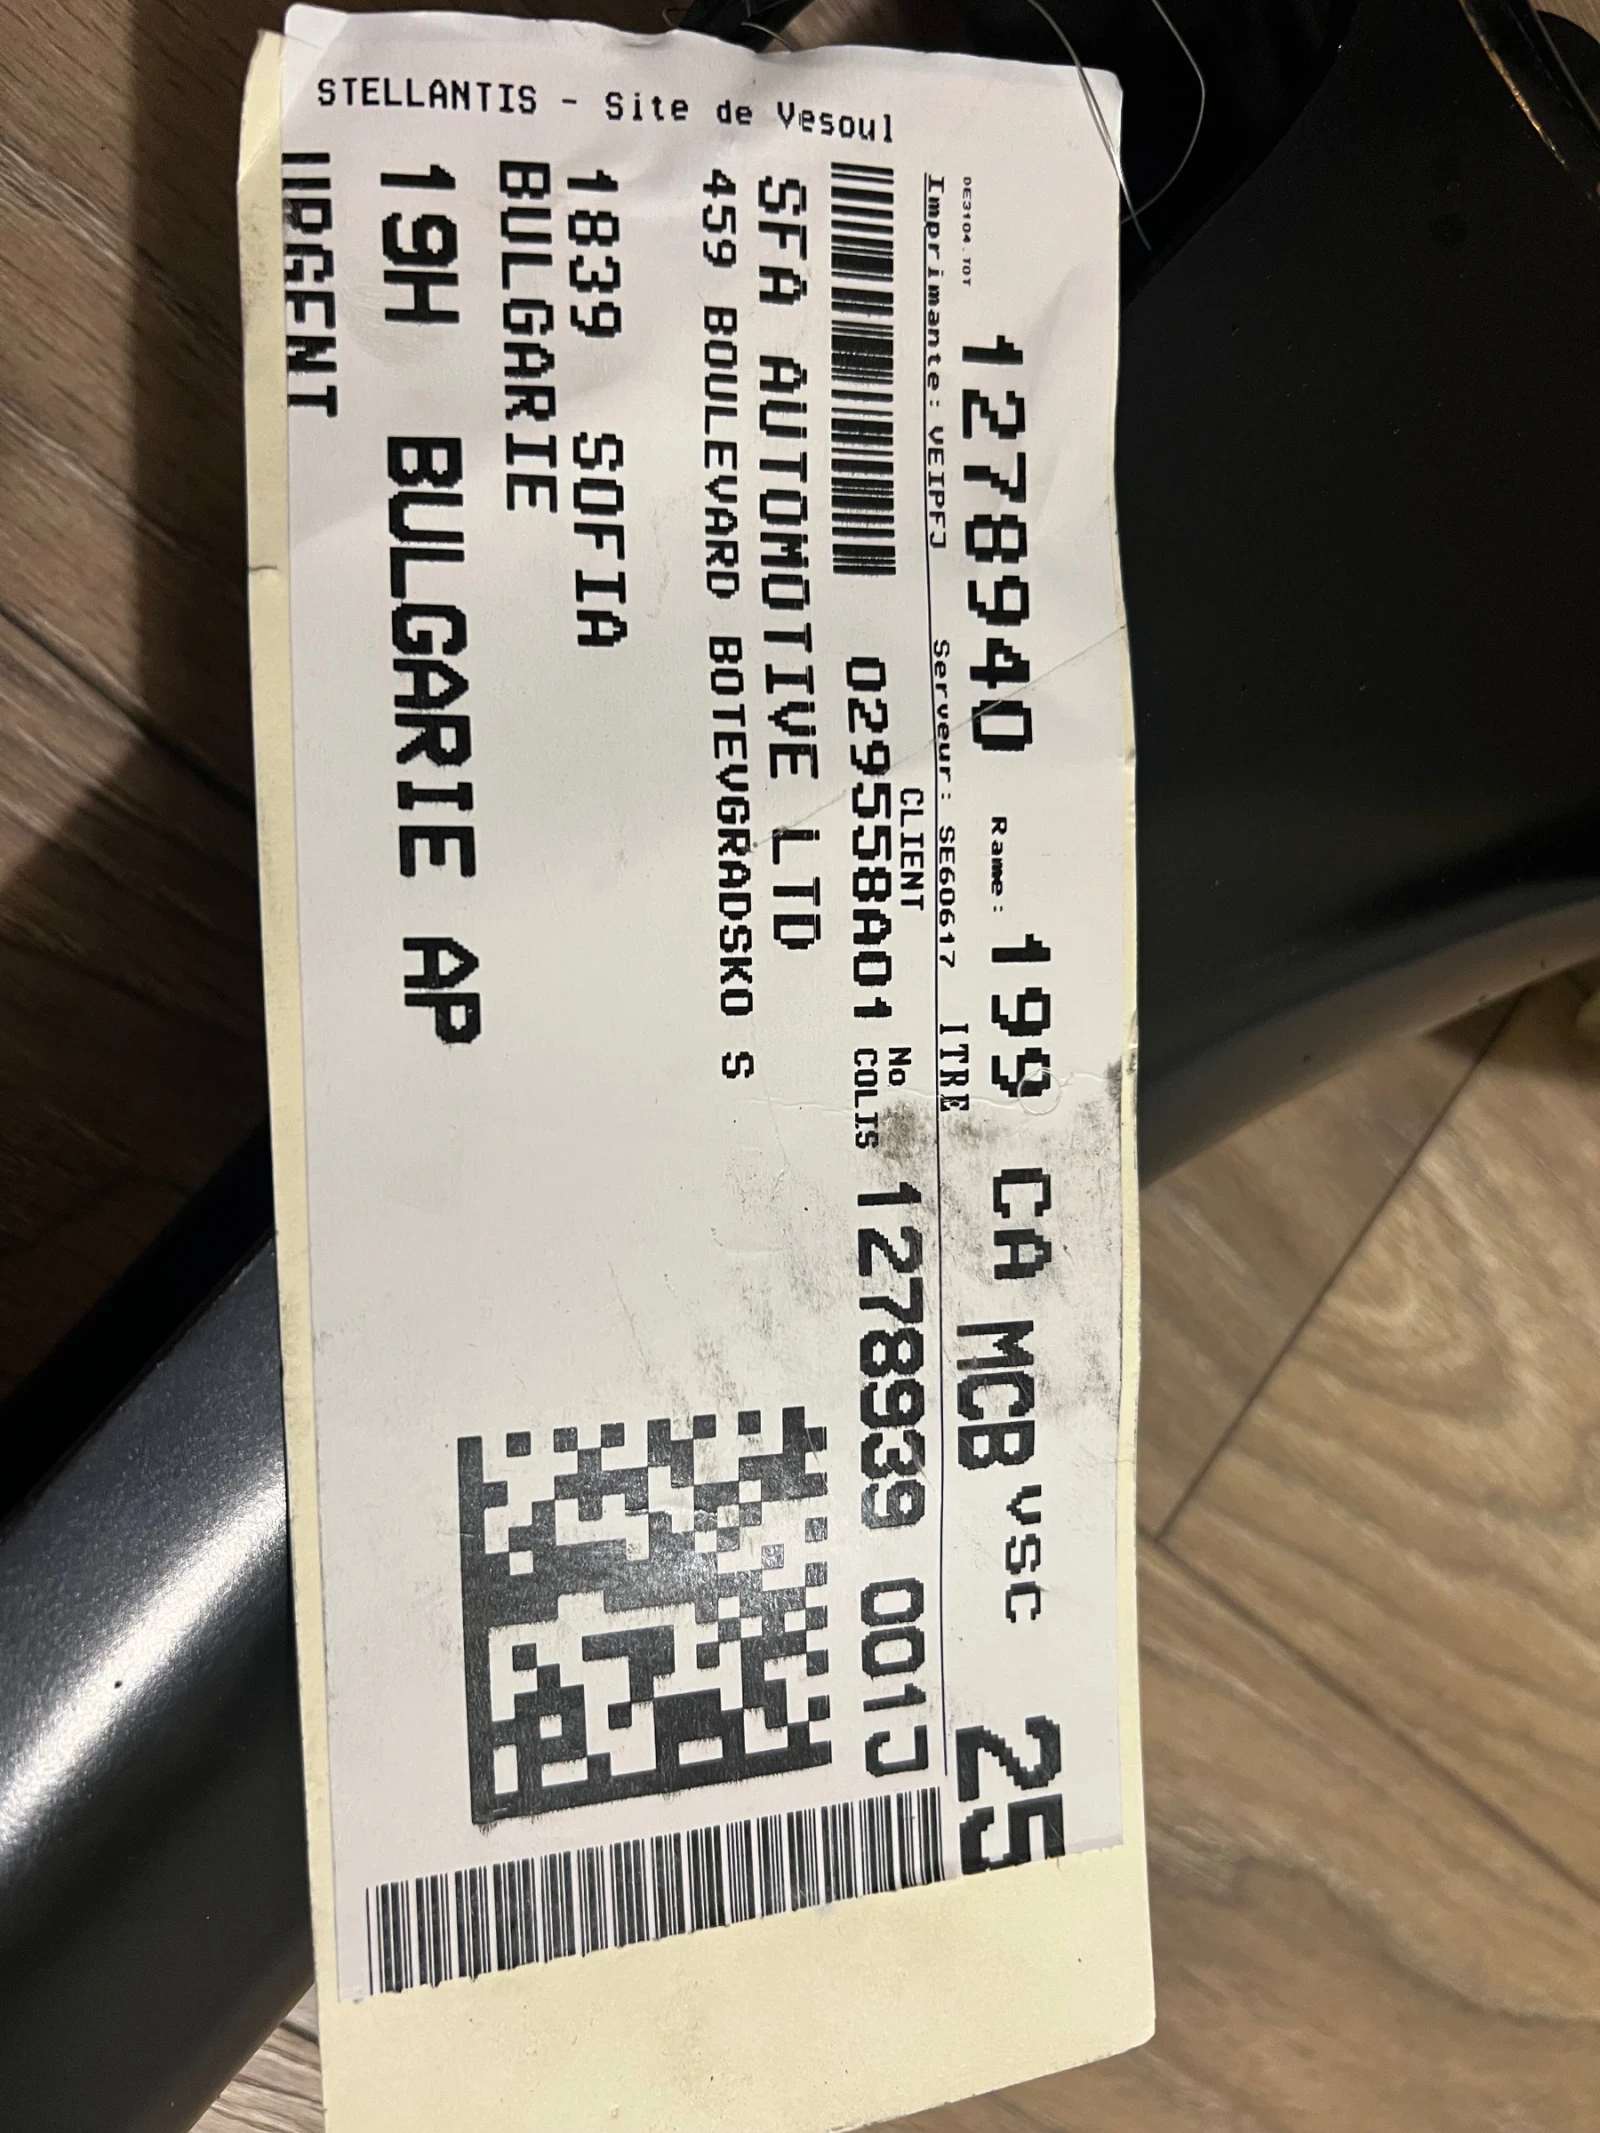 1278940 Rame: 199 CA MCB VSC 25
DE3104.TOT
Imprimante: VEIPFJ Serveur: SE60617 ITRE
CLIENT
029558A01
No
COLIS
1278939 001J
SFA AUTOMOTIVE LTD
459 BOULEVARD BOTEVGRADSKO S
1839 SOFIA
BULGARIE
19H BULGARIE AP
URGENT
STELLANTIS - Site de Vesoul